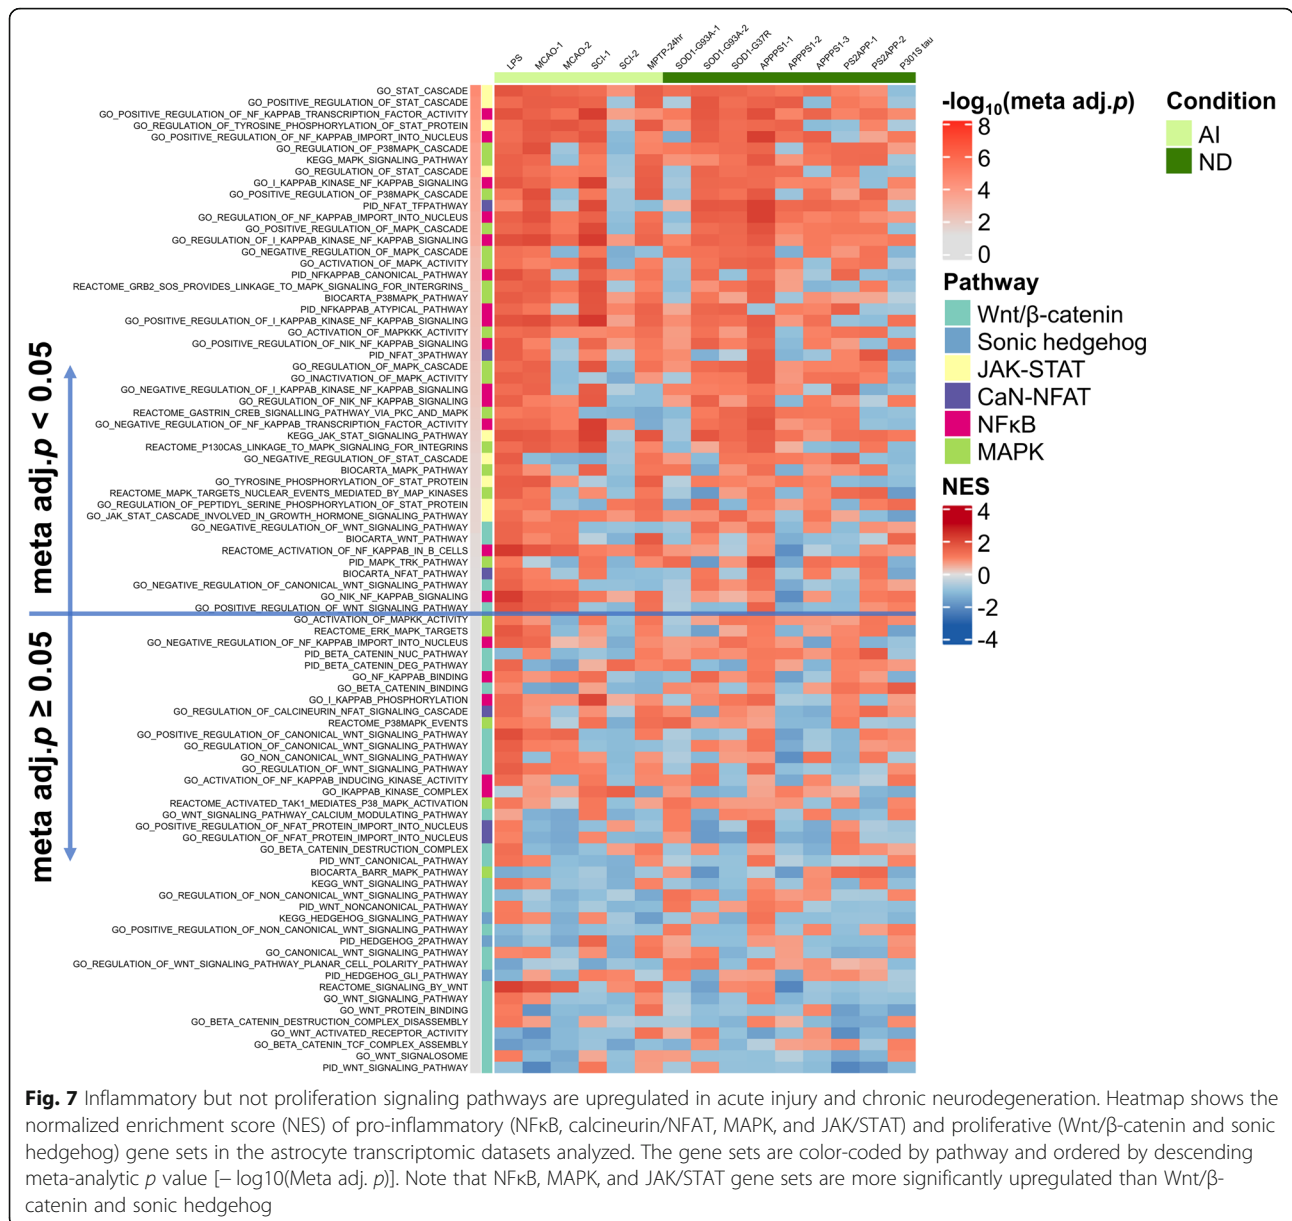 LPS
MCAO-1
MCAO-2
SCI-1
SCI-2
MPTP-24hr
SOD1-G93A-1
SOD1-G93A-2
SOD1-G37R
APPPS1-1
APPPS1-2
APPPS1-3
PS2APP-1
PS2APP-2
P301S tau
GO_STAT_CASCADE
GO_POSITIVE_REGULATION_OF_STAT_CASCADE
GO_POSITIVE_REGULATION_OF_NF_KAPPAB_TRANSCRIPTION_FACTOR_ACTIVITY
GO_REGULATION_OF_TYROSINE_PHOSPHORYLATION_OF_STAT_PROTEIN
GO_POSITIVE_REGULATION_OF_NF_KAPPAB_IMPORT_INTO_NUCLEUS
GO_REGULATION_OF_P38MAPK_CASCADE
KEGG_MAPK_SIGNALING_PATHWAY
GO_REGULATION_OF_STAT_CASCADE
GO_I_KAPPAB_KINASE_NF_KAPPAB_SIGNALING
GO_POSITIVE_REGULATION_OF_P38MAPK_CASCADE
PID_NFAT_TFPATHWAY
GO_REGULATION_OF_NF_KAPPAB_IMPORT_INTO_NUCLEUS
GO_POSITIVE_REGULATION_OF_MAPK_CASCADE
GO_REGULATION_OF_I_KAPPAB_KINASE_NF_KAPPAB_SIGNALING
GO_NEGATIVE_REGULATION_OF_MAPK_CASCADE
GO_ACTIVATION_OF_MAPK_ACTIVITY
PID_NFKAPPAB_CANONICAL_PATHWAY
REACTOME_GRB2_SOS_PROVIDES_LINKAGE_TO_MAPK_SIGNALING_FOR_INTERGRINS_
BIOCARTA_P38MAPK_PATHWAY
PID_NFKAPPAB_ATYPICAL_PATHWAY
GO_POSITIVE_REGULATION_OF_I_KAPPAB_KINASE_NF_KAPPAB_SIGNALING
GO_ACTIVATION_OF_MAPKKK_ACTIVITY
GO_POSITIVE_REGULATION_OF_NIK_NF_KAPPAB_SIGNALING
PID_NFAT_3PATHWAY
GO_REGULATION_OF_MAPK_CASCADE
GO_INACTIVATION_OF_MAPK_ACTIVITY
GO_NEGATIVE_REGULATION_OF_I_KAPPAB_KINASE_NF_KAPPAB_SIGNALING
GO_REGULATION_OF_NIK_NF_KAPPAB_SIGNALING
REACTOME_GASTRIN_CREB_SIGNALLING_PATHWAY_VIA_PKC_AND_MAPK
GO_NEGATIVE_REGULATION_OF_NF_KAPPAB_TRANSCRIPTION_FACTOR_ACTIVITY
KEGG_JAK_STAT_SIGNALING_PATHWAY
REACTOME_P130CAS_LINKAGE_TO_MAPK_SIGNALING_FOR_INTEGRINS
GO_NEGATIVE_REGULATION_OF_STAT_CASCADE
BIOCARTA_MAPK_PATHWAY
GO_TYROSINE_PHOSPHORYLATION_OF_STAT_PROTEIN
REACTOME_MAPK_TARGETS_NUCLEAR_EVENTS_MEDIATED_BY_MAP_KINASES
GO_REGULATION_OF_PEPTIDYL_SERINE_PHOSPHORYLATION_OF_STAT_PROTEIN
GO_JAK_STAT_CASCADE_INVOLVED_IN_GROWTH_HORMONE_SIGNALING_PATHWAY
GO_NEGATIVE_REGULATION_OF_WNT_SIGNALING_PATHWAY
BIOCARTA_WNT_PATHWAY
REACTOME_ACTIVATION_OF_NF_KAPPAB_IN_B_CELLS
PID_MAPK_TRK_PATHWAY
BIOCARTA_NFAT_PATHWAY
GO_NEGATIVE_REGULATION_OF_CANONICAL_WNT_SIGNALING_PATHWAY
GO_NIK_NF_KAPPAB_SIGNALING
GO_POSITIVE_REGULATION_OF_WNT_SIGNALING_PATHWAY
GO_ACTIVATION_OF_MAPKK_ACTIVITY
REACTOME_ERK_MAPK_TARGETS
GO_NEGATIVE_REGULATION_OF_NF_KAPPAB_IMPORT_INTO_NUCLEUS
PID_BETA_CATENIN_NUC_PATHWAY
PID_BETA_CATENIN_DEG_PATHWAY
GO_NF_KAPPAB_BINDING
GO_BETA_CATENIN_BINDING
GO_I_KAPPAB_PHOSPHORYLATION
GO_REGULATION_OF_CALCINEURIN_NFAT_SIGNALING_CASCADE
REACTOME_P38MAPK_EVENTS
GO_POSITIVE_REGULATION_OF_CANONICAL_WNT_SIGNALING_PATHWAY
GO_REGULATION_OF_CANONICAL_WNT_SIGNALING_PATHWAY
GO_NON_CANONICAL_WNT_SIGNALING_PATHWAY
GO_REGULATION_OF_WNT_SIGNALING_PATHWAY
GO_ACTIVATION_OF_NF_KAPPAB_INDUCING_KINASE_ACTIVITY
GO_IKAPPAB_KINASE_COMPLEX
REACTOME_ACTIVATED_TAK1_MEDIATES_P38_MAPK_ACTIVATION
GO_WNT_SIGNALING_PATHWAY_CALCIUM_MODULATING_PATHWAY
GO_POSITIVE_REGULATION_OF_NFAT_PROTEIN_IMPORT_INTO_NUCLEUS
GO_REGULATION_OF_NFAT_PROTEIN_IMPORT_INTO_NUCLEUS
GO_BETA_CATENIN_DESTRUCTION_COMPLEX
PID_WNT_CANONICAL_PATHWAY
BIOCARTA_BARR_MAPK_PATHWAY
KEGG_WNT_SIGNALING_PATHWAY
GO_REGULATION_OF_NON_CANONICAL_WNT_SIGNALING_PATHWAY
PID_WNT_NONCANONICAL_PATHWAY
KEGG_HEDGEHOG_SIGNALING_PATHWAY
GO_POSITIVE_REGULATION_OF_NON_CANONICAL_WNT_SIGNALING_PATHWAY
PID_HEDGEHOG_2PATHWAY
GO_CANONICAL_WNT_SIGNALING_PATHWAY
GO_REGULATION_OF_WNT_SIGNALING_PATHWAY_PLANAR_CELL_POLARITY_PATHWAY
PID_HEDGEHOG_GLI_PATHWAY
REACTOME_SIGNALING_BY_WNT
GO_WNT_SIGNALING_PATHWAY
GO_WNT_PROTEIN_BINDING
GO_BETA_CATENIN_DESTRUCTION_COMPLEX_DISASSEMBLY
GO_WNT_ACTIVATED_RECEPTOR_ACTIVITY
GO_BETA_CATENIN_TCF_COMPLEX_ASSEMBLY
GO_WNT_SIGNALOSOME
PID_WNT_SIGNALING_PATHWAY
meta adj.p < 0.05
meta adj.p ≥ 0.05
-log10(meta adj.p)
8
6
4
2
0
Condition
AI
ND
Pathway
Wnt/β-catenin
Sonic hedgehog
JAK-STAT
CaN-NFAT
NFκB
MAPK
NES
4
2
0
-2
-4
Fig. 7 Inflammatory but not proliferation signaling pathways are upregulated in acute injury and chronic neurodegeneration. Heatmap shows the
normalized enrichment score (NES) of pro-inflammatory (NFκB, calcineurin/NFAT, MAPK, and JAK/STAT) and proliferative (Wnt/β-catenin and sonic
hedgehog) gene sets in the astrocyte transcriptomic datasets analyzed. The gene sets are color-coded by pathway and ordered by descending
meta-analytic p value [− log10(Meta adj. p)]. Note that NFκB, MAPK, and JAK/STAT gene sets are more significantly upregulated than Wnt/β-
catenin and sonic hedgehog